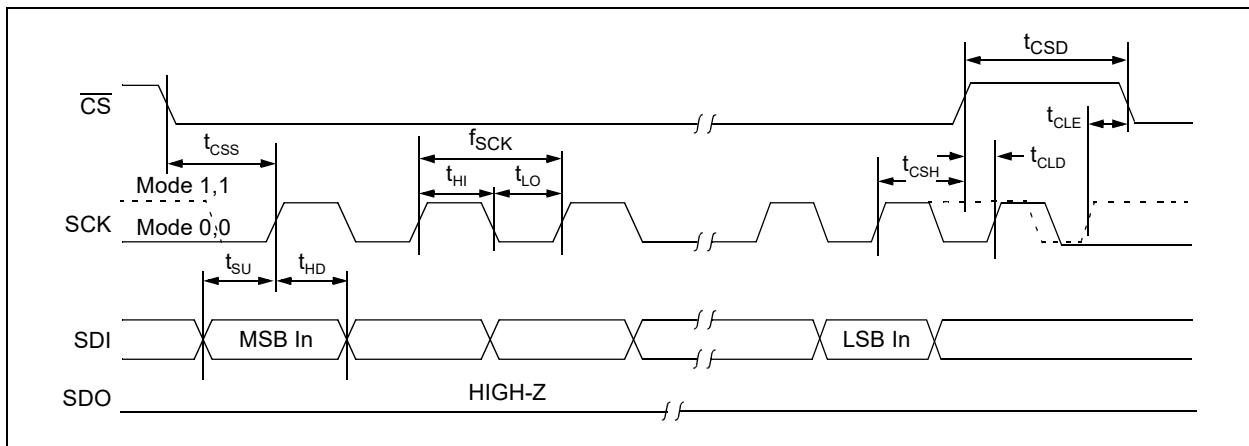 tCSD
CS
tCLE
tCSS
fSCK
tCSH
tCLD
Mode 1,1
tHI
tLO
SCK
Mode 0,0
tSU
tHD
SDI
MSB In
LSB In
HIGH-Z
SDO